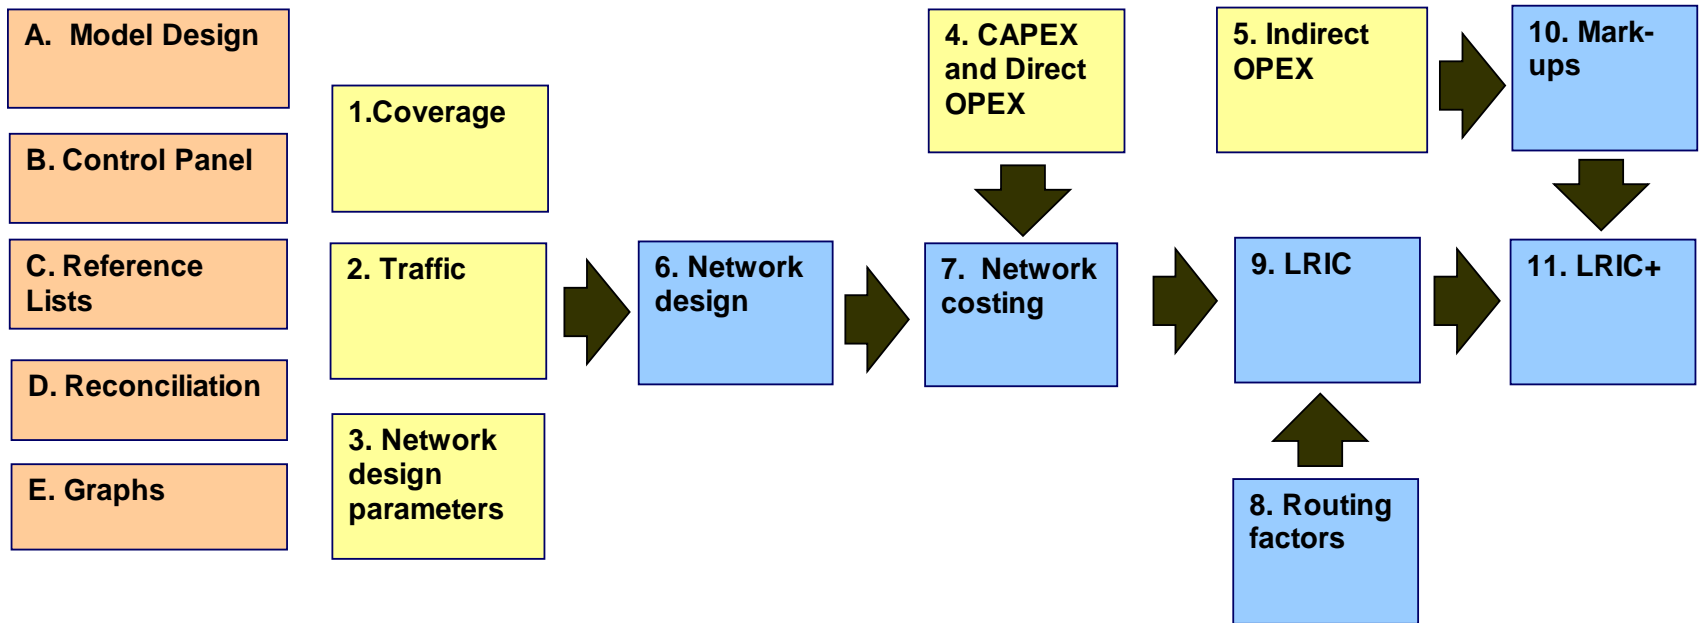 A. Model Design
B. Control Panel
C. Reference
Lists
D. Reconciliation
E. Graphs
1.Coverage
2. Traffic
3. Network
design
parameters
4. CAPEX
and Direct
OPEX
5. Indirect
OPEX
6. Network
design
7. Network
costing
8. Routing
factors
9. LRIC
10. Mark-
ups
11. LRIC+